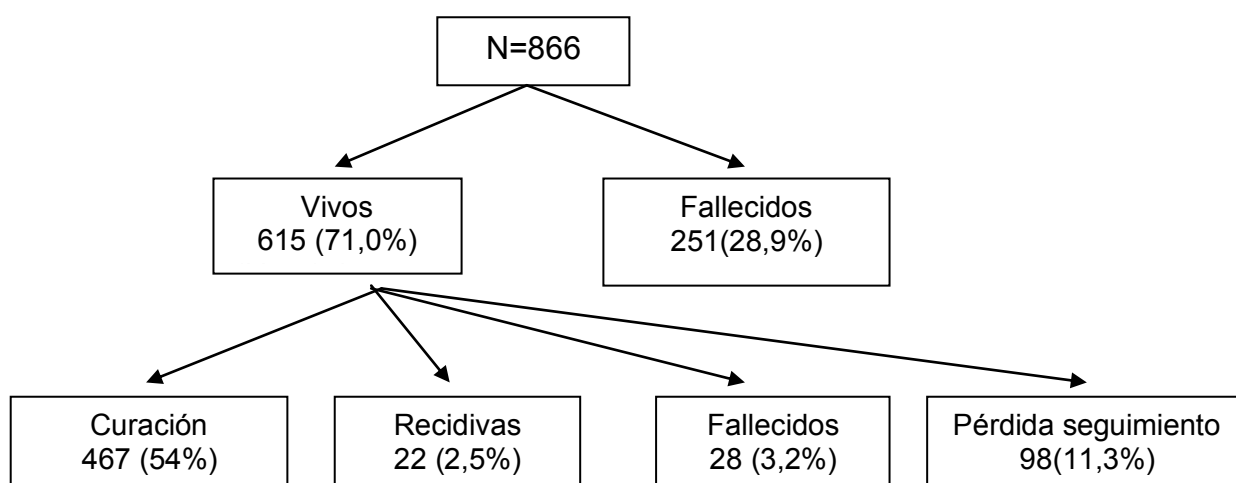 N=866
Vivos
615 (71,0%)
Fallecidos
251(28,9%)
Curación
467 (54%)
Recidivas
22 (2,5%)
Fallecidos
28 (3,2%)
Pérdida seguimiento
98(11,3%)